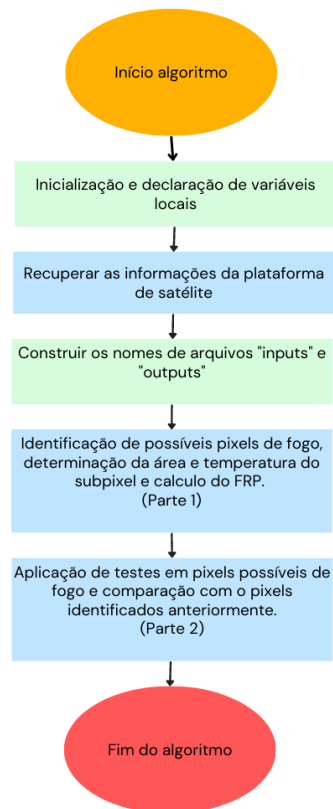 Início algoritmo
Inicialização e declaração de variáveis
locais
Recuperar as informações da plataforma
de satélite
Construir os nomes de arquivos "inputs" e
"outputs"
Identificação de possíveis pixels de fogo,
determinação da área e temperatura do
subpixel e calculo do FRP.
(Parte 1)
Aplicação de testes em pixels possíveis de
fogo e comparação com o pixels
identificados anteriormente.
(Parte 2)
Fim do algoritmo